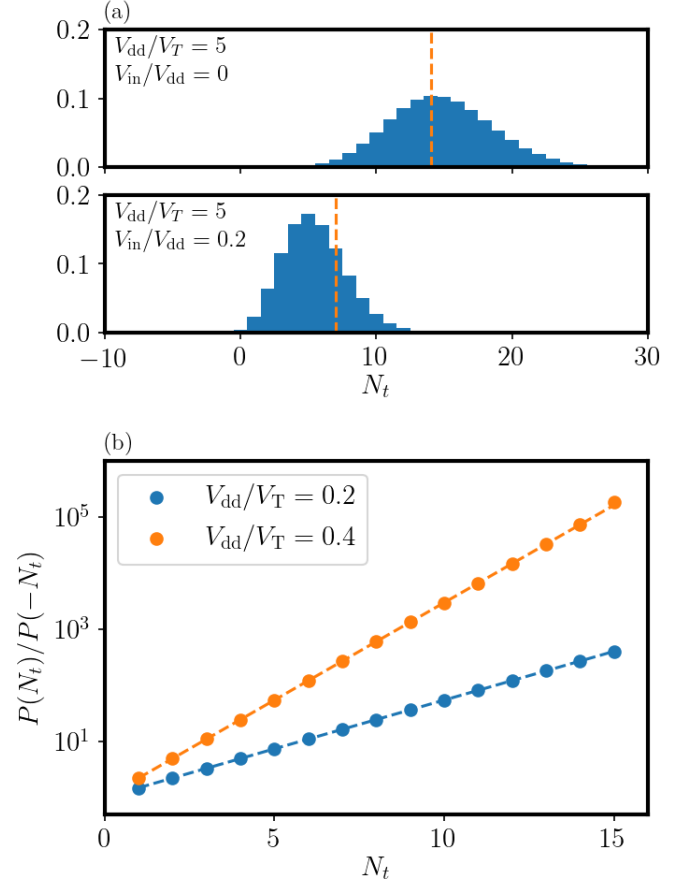 (a)
0.2
V_dd/V_T = 5
V_in/V_dd = 0
0.1
0.0
0.2
V_dd/V_T = 5
V_in/V_dd = 0.2
0.1
0.0
−10 0 10 20 30
N_t
(b)
V_dd/V_T = 0.2
V_dd/V_T = 0.4
10^5
10^3
10^1
P(N_t)/P(−N_t)
0 5 10 15
N_t